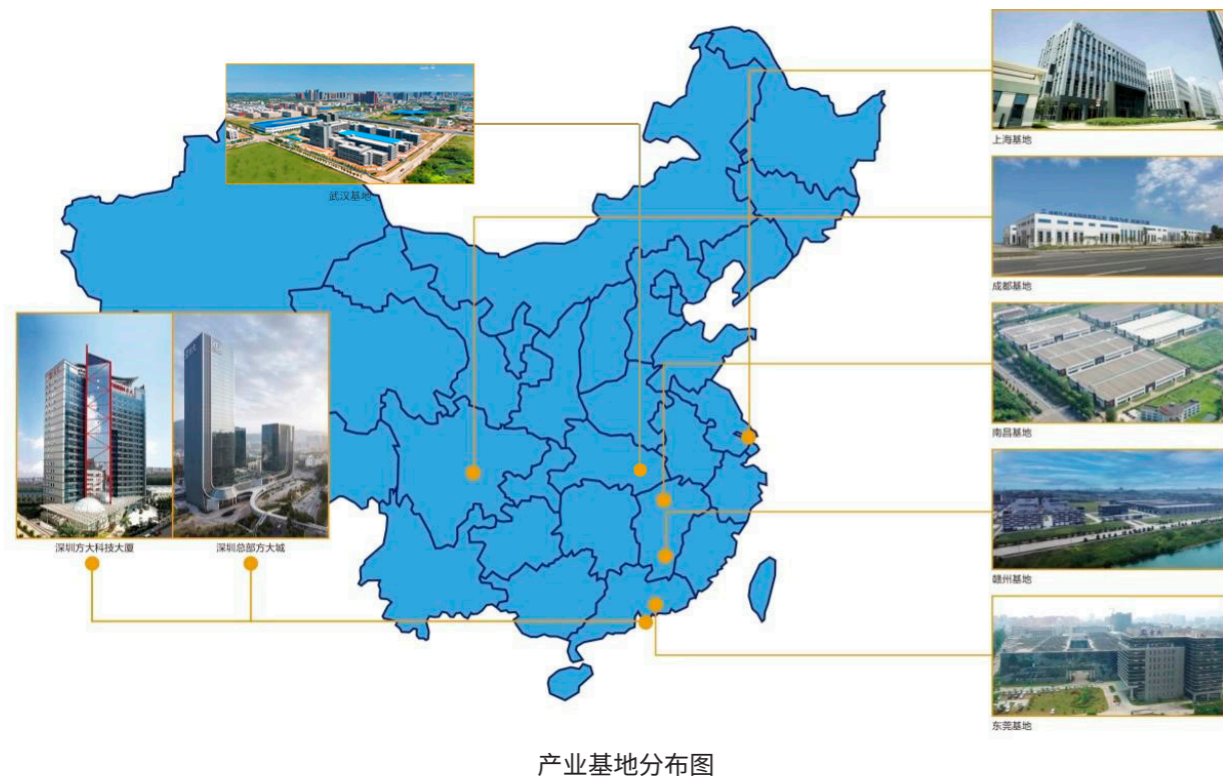 上海基地
武汉基地
成都基地
南昌基地
深圳方大科技大厦
深圳总部方大城
赣州基地
东莞基地
产业基地分布图